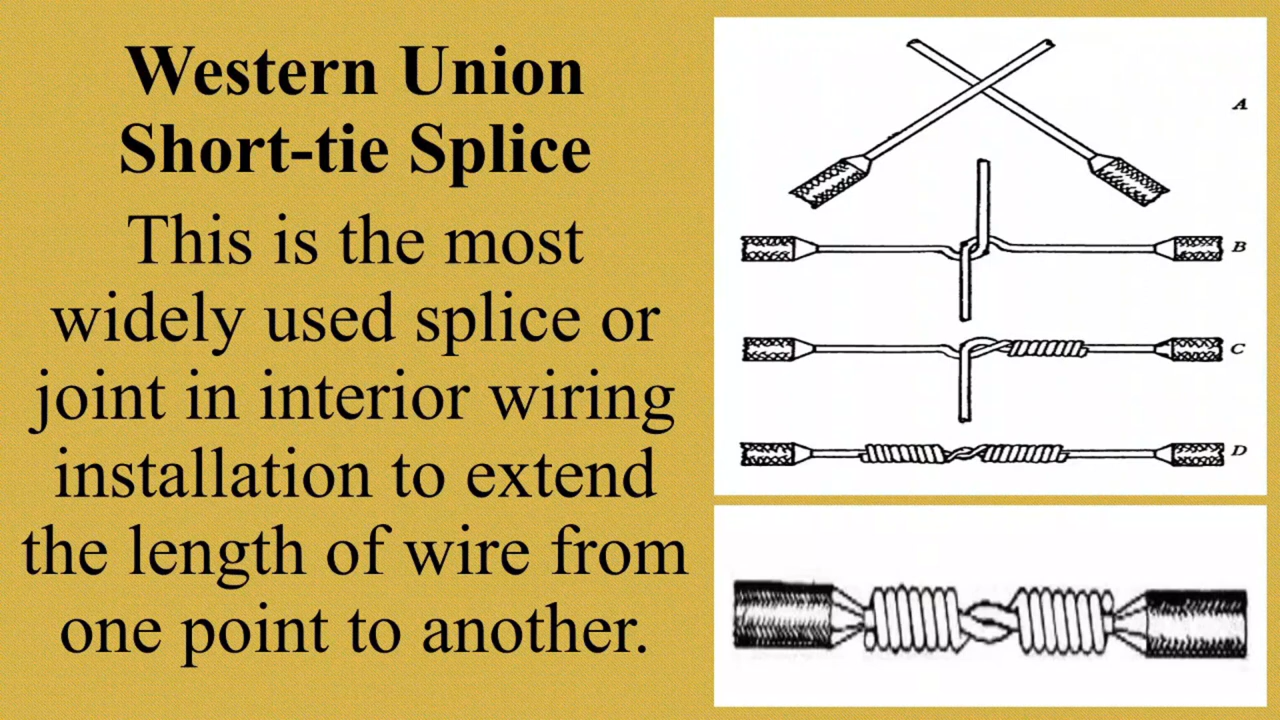 Western Union
Short-tie Splice
This is the most
widely used splice or
joint in interior wiring
installation to extend
the length of wire from
one point to another.
A
B
C
D